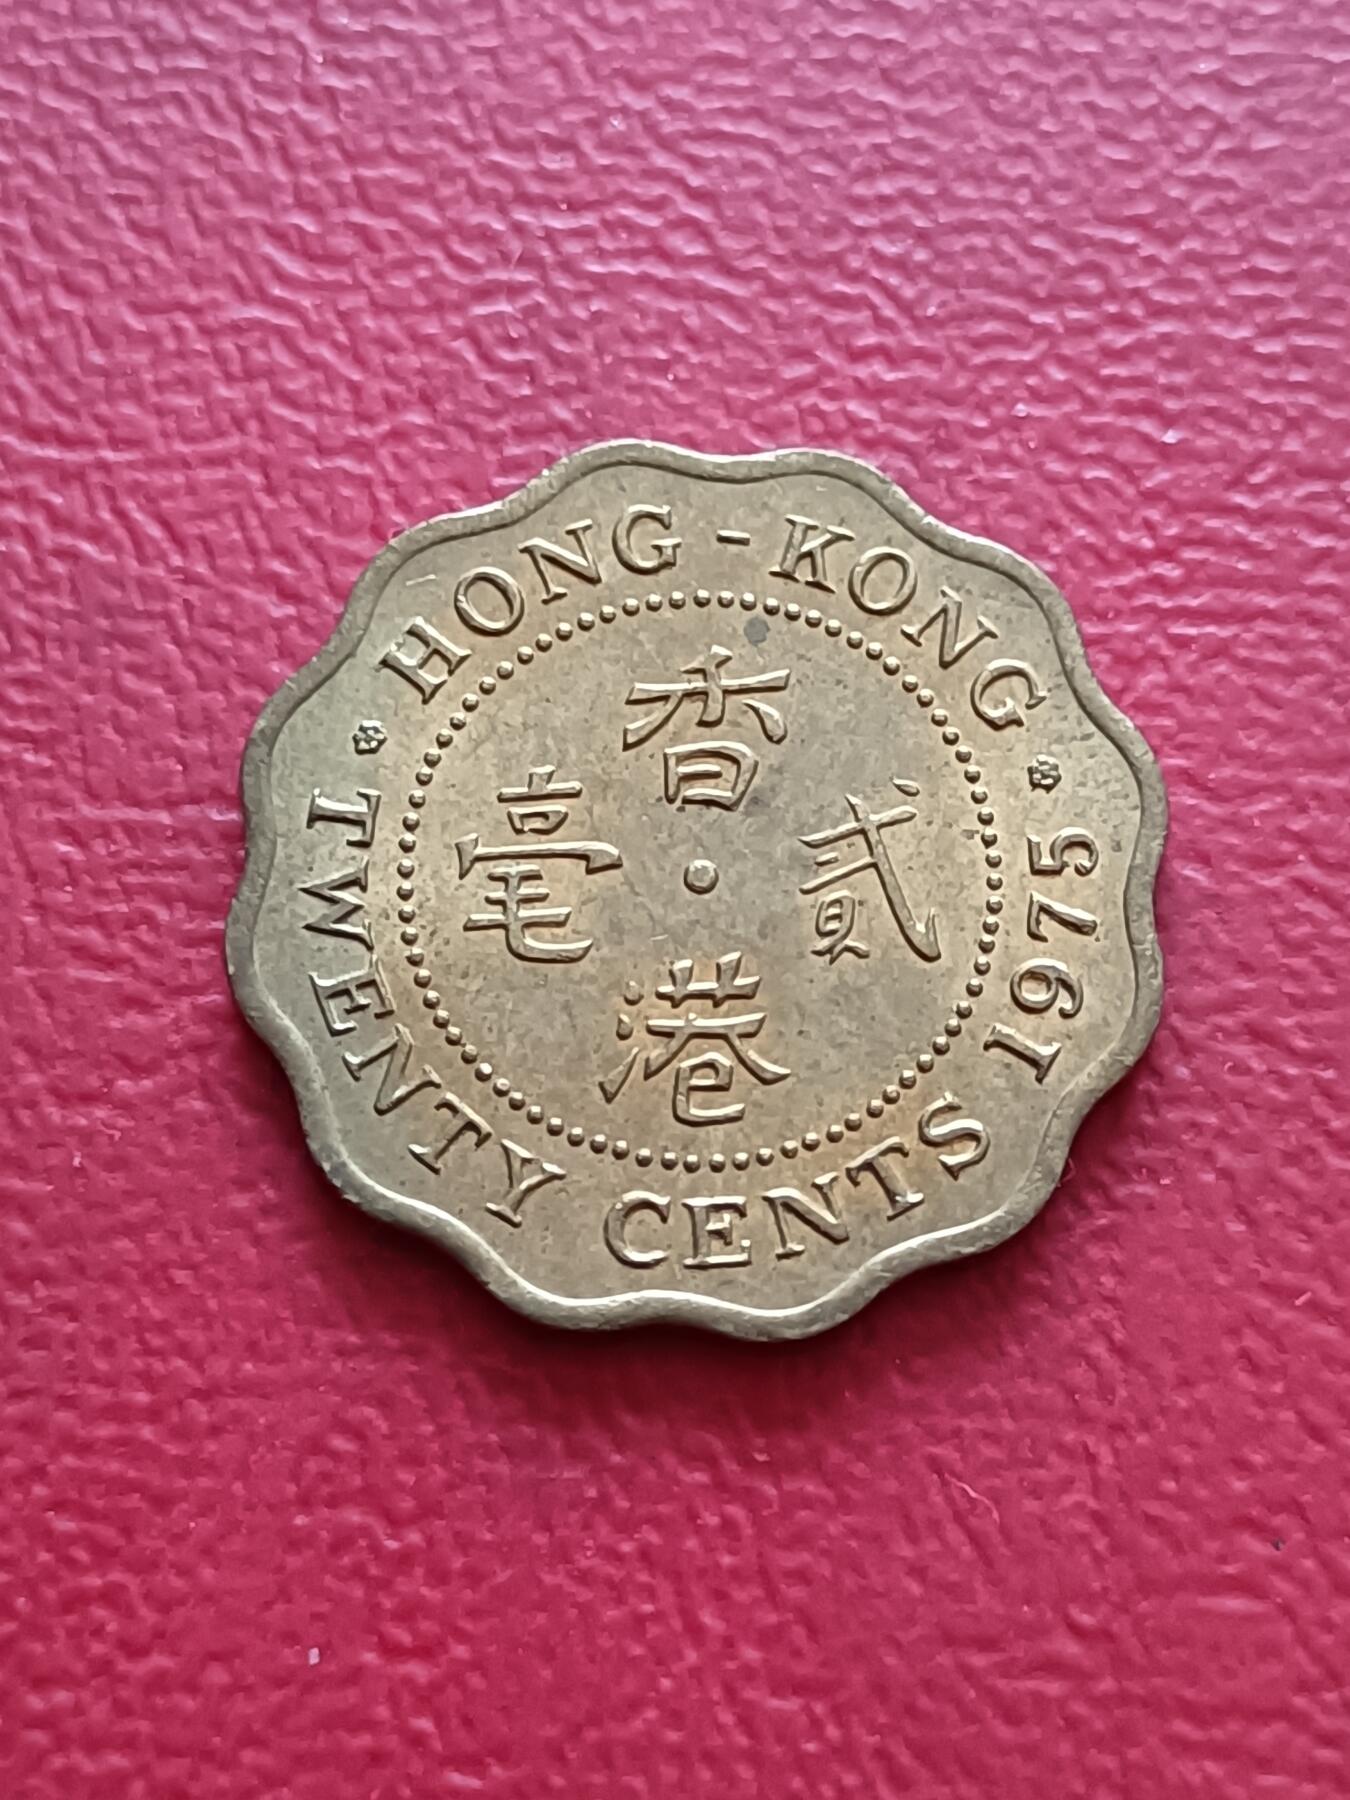 HONG-KONG
1975
TWENTY CENTS
香
毫 貳
港